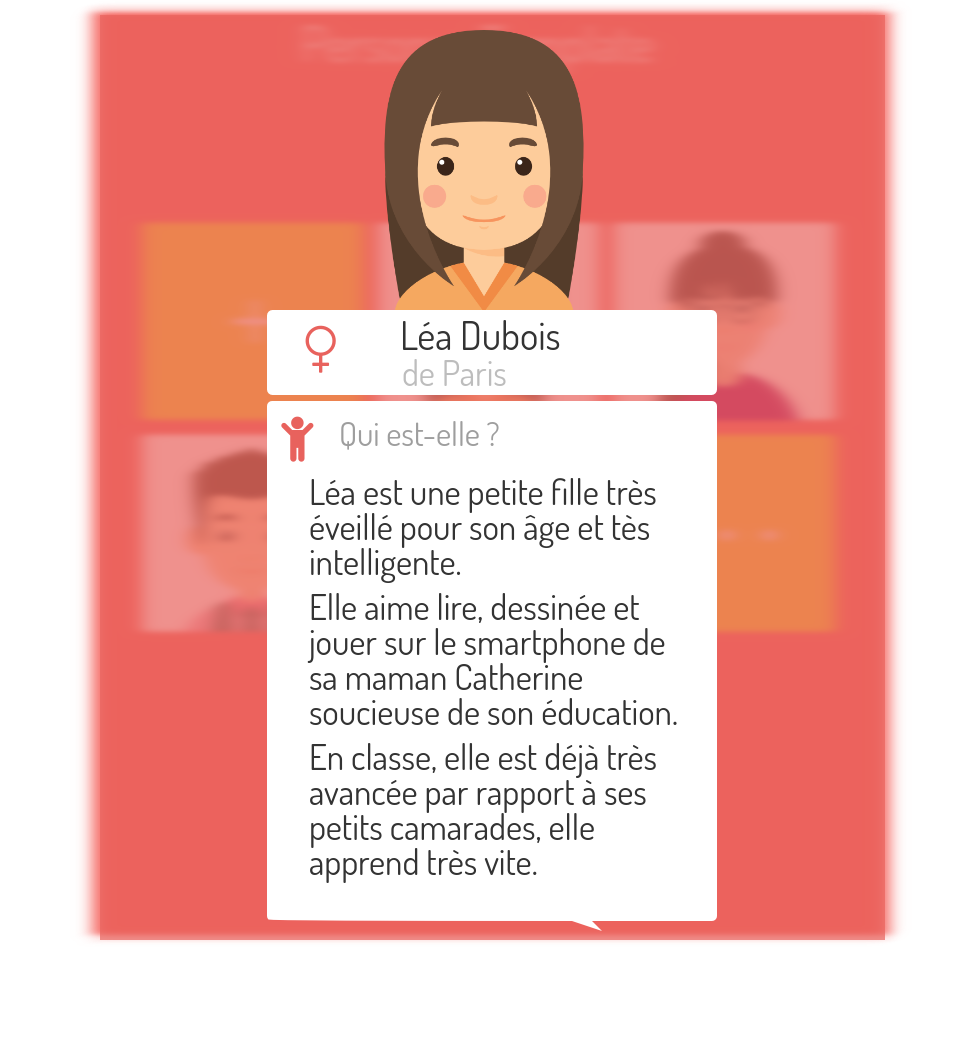 Léa Dubois
de Paris
Qui est-elle ?
Léa est une petite fille très
éveillé pour son âge et tès
intelligente.
Elle aime lire, dessinée et
jouer sur le smartphone de
sa maman Catherine
soucieuse de son éducation.
En classe, elle est déjà très
avancée par rapport à ses
petits camarades, elle
apprend très vite.